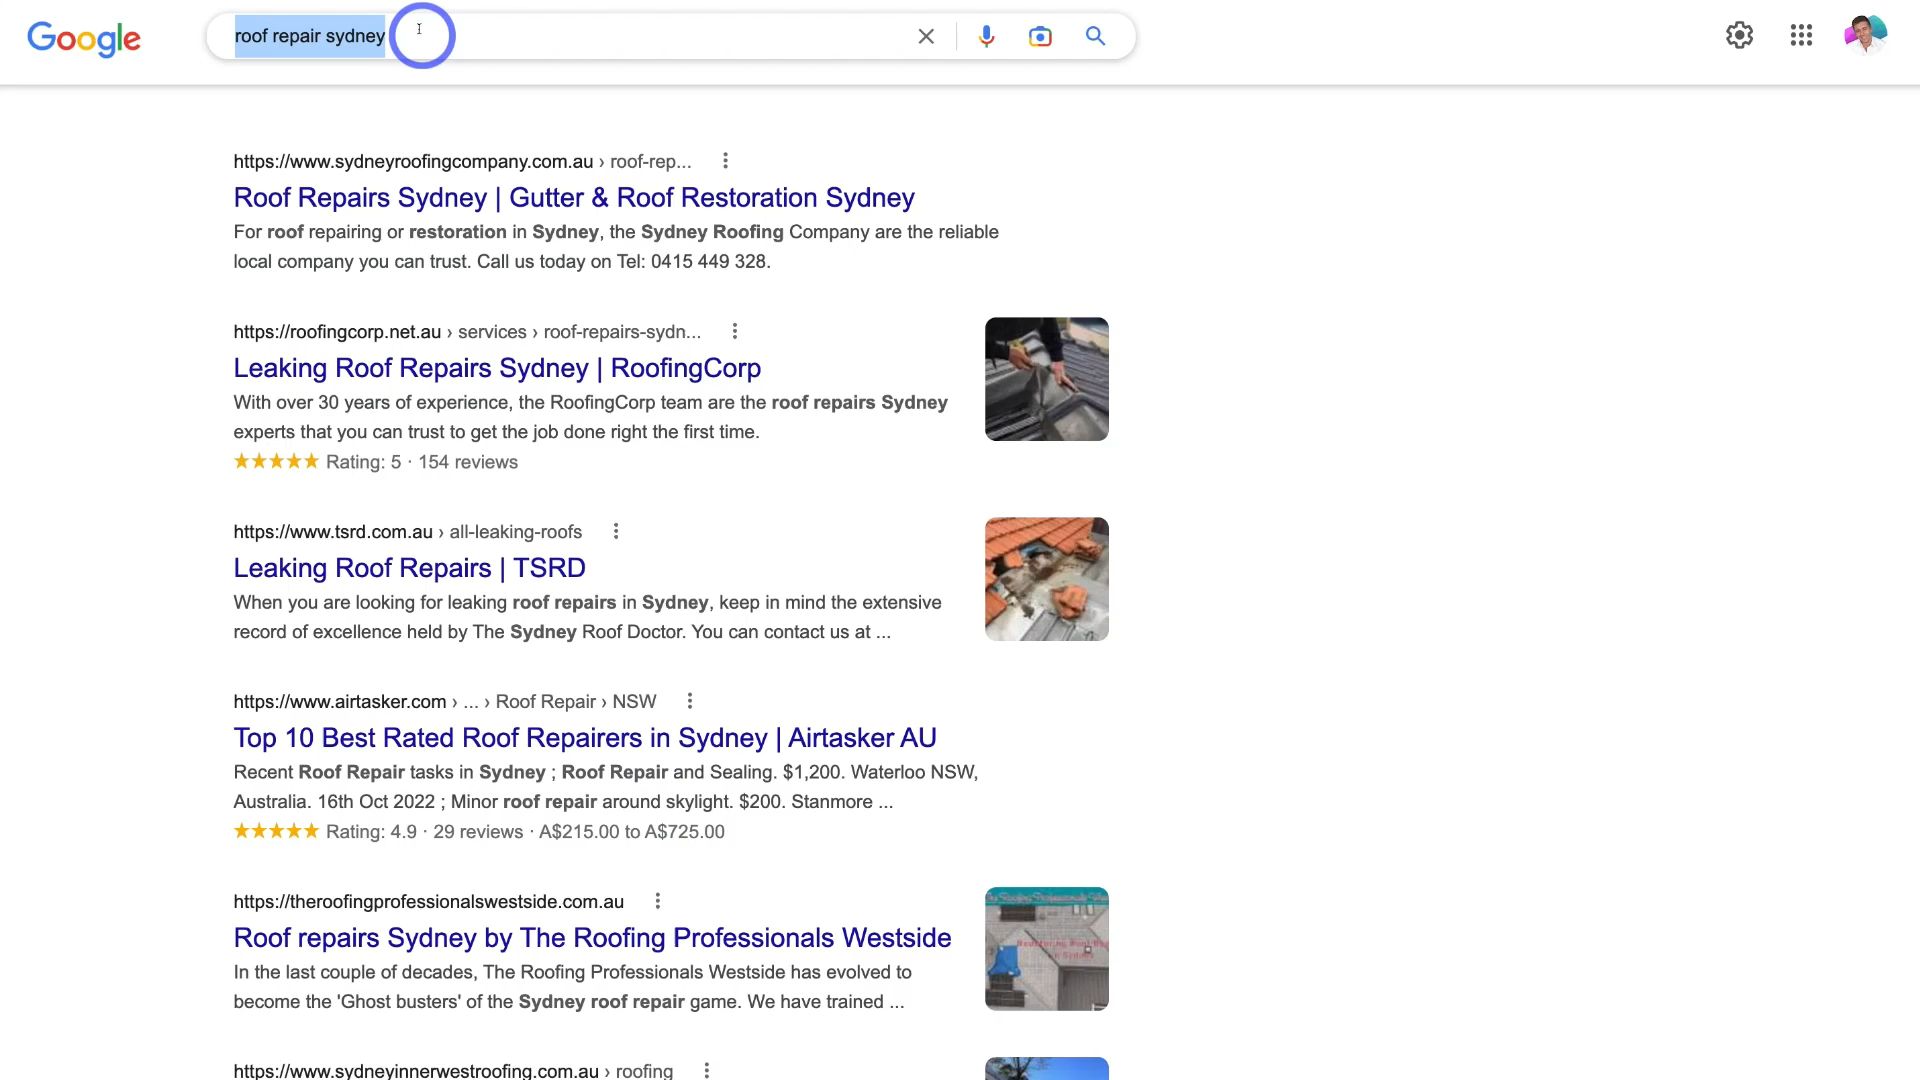 Google
roof repair sydney
https://www.sydneyroofingcompany.com.au › roof-rep...
Roof Repairs Sydney | Gutter & Roof Restoration Sydney
For roof repairing or restoration in Sydney, the Sydney Roofing Company are the reliable
local company you can trust. Call us today on Tel: 0415 449 328.
https://roofingcorp.net.au › services › roof-repairs-sydn...
Leaking Roof Repairs Sydney | RoofingCorp
With over 30 years of experience, the RoofingCorp team are the roof repairs Sydney
experts that you can trust to get the job done right the first time.
Rating: 5 · 154 reviews
https://www.tsrd.com.au › all-leaking-roofs
Leaking Roof Repairs | TSRD
When you are looking for leaking roof repairs in Sydney, keep in mind the extensive
record of excellence held by The Sydney Roof Doctor. You can contact us at ...
https://www.airtasker.com › ... › Roof Repair › NSW
Top 10 Best Rated Roof Repairers in Sydney | Airtasker AU
Recent Roof Repair tasks in Sydney ; Roof Repair and Sealing. $1,200. Waterloo NSW,
Australia. 16th Oct 2022 ; Minor roof repair around skylight. $200. Stanmore ...
Rating: 4.9 · 29 reviews · A$215.00 to A$725.00
https://theroofingprofessionalswestside.com.au
Roof repairs Sydney by The Roofing Professionals Westside
In the last couple of decades, The Roofing Professionals Westside has evolved to
become the 'Ghost busters' of the Sydney roof repair game. We have trained ...
https://www.sydneyinnerwestroofing.com.au › roofing